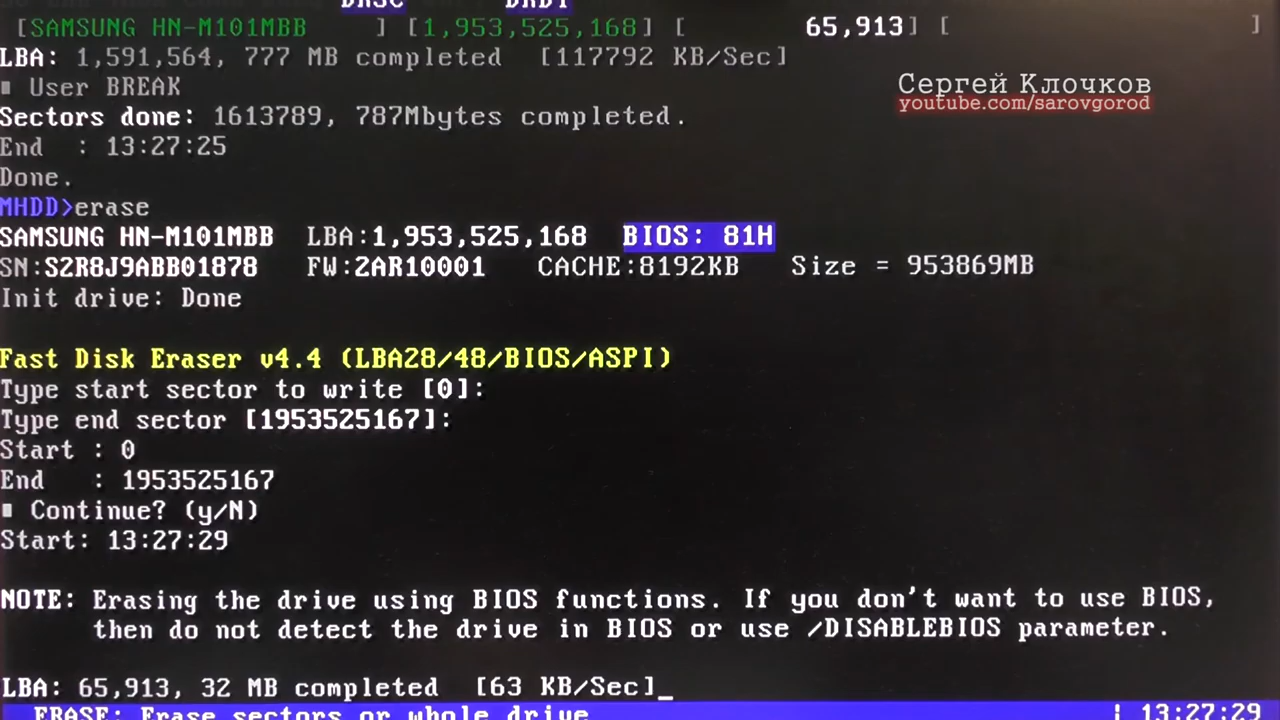 DRSC DRDY
[SAMSUNG HN-M101MBB ] [1,953,525,168] [ 65,913] [ ]
LBA: 1,591,564, 777 MB completed [117792 KB/Sec]
User BREAK
Сергей Клочков
youtube.com/sarovgorod
Sectors done: 1613789, 787Mbytes completed.
End : 13:27:25
Done.
MHDD>erase
SAMSUNG HN-M101MBB LBA:1,953,525,168 BIOS: 81H
SN:S2R8J9ABB01878 FW:2AR10001 CACHE:8192KB Size = 953869MB
Init drive: Done
Fast Disk Eraser v4.4 (LBA28/48/BIOS/ASPI)
Type start sector to write [0]:
Type end sector [1953525167]:
Start : 0
End : 1953525167
Continue? (y/N)
Start: 13:27:29
NOTE: Erasing the drive using BIOS functions. If you don't want to use BIOS,
then do not detect the drive in BIOS or use /DISABLEBIOS parameter.
LBA: 65,913, 32 MB completed [63 KB/Sec]_
ERASE: Erase sectors or whole drive | 13:27:29